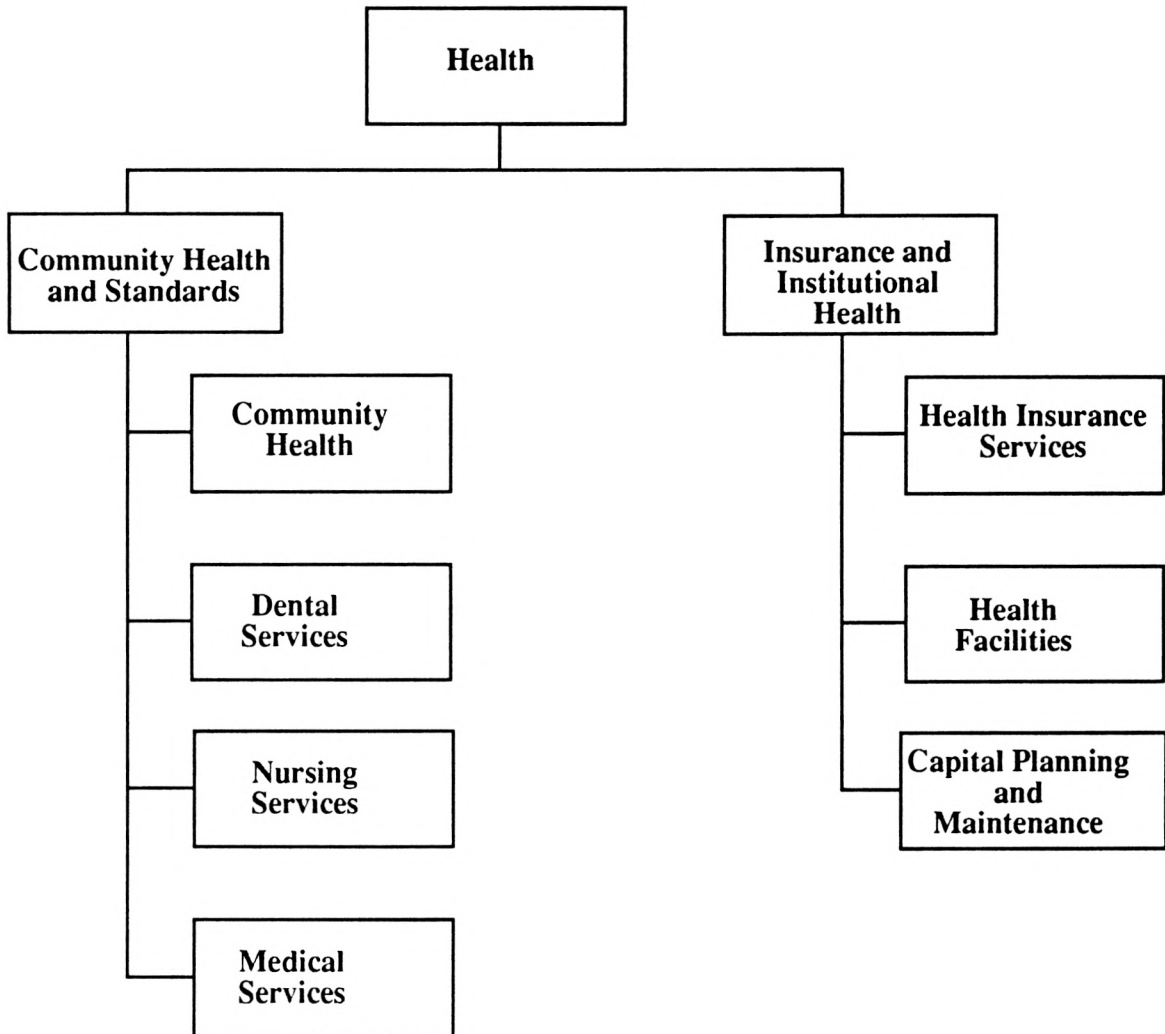 Health
Community Health
and Standards
Insurance and
Institutional
Health
Community
Health
Dental
Services
Nursing
Services
Medical
Services
Health Insurance
Services
Health
Facilities
Capital Planning
and
Maintenance